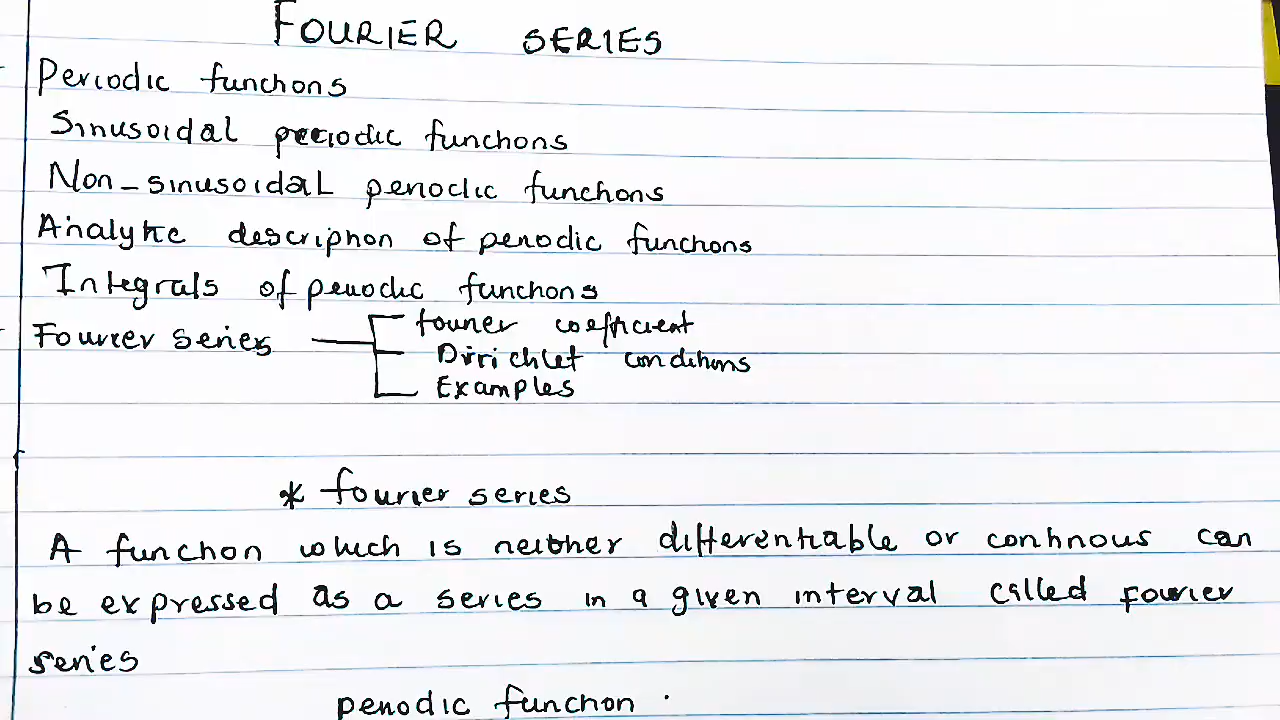 FOURIER SERIES
Periodic functions
Sinusoidal periodic functions
Non-sinusoidal periodic functions
Analytic description of periodic functions
Integrals of periodic functions
Fourier series
fourier coefficient
Dirichlet conditions
Examples
* fourier series
A function which is neither differentiable or continous can
be expressed as a series in a given interval called fourier
series
periodic function .